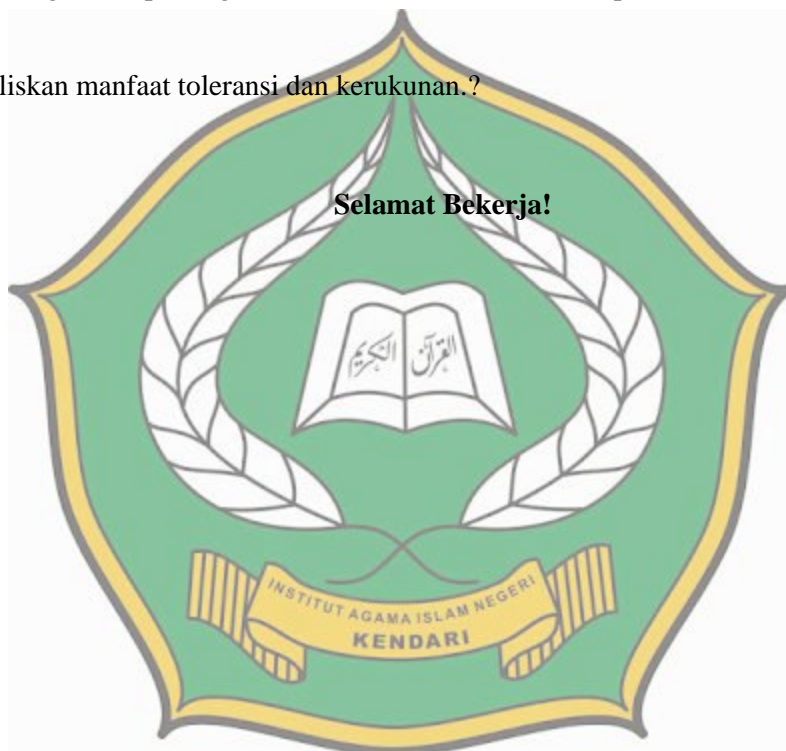 liskan manfaat toleransi dan kerukunan.?
Selamat Bekerja!
القرآن الكريم
INSTITUT AGAMA ISLAM NEGERI
KENDARI